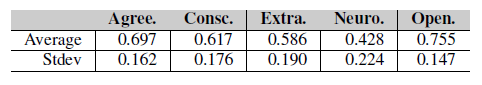 Agree. Consc. Extra. Neuro. Open.
Average 0.697 0.617 0.586 0.428 0.755
Stdev 0.162 0.176 0.190 0.224 0.147